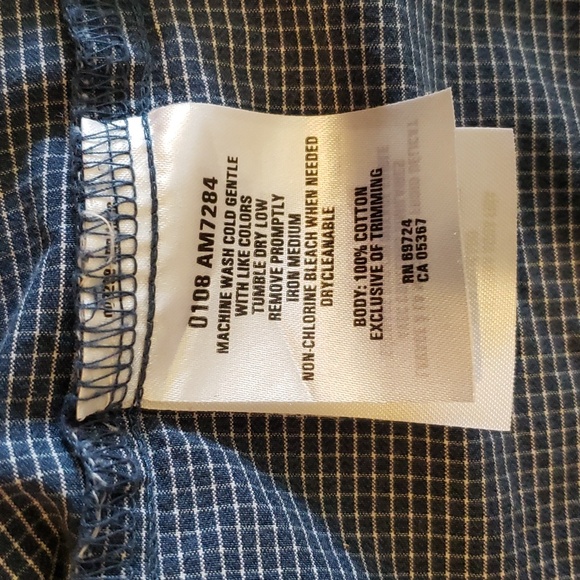 0108 AM7284
MACHINE WASH COLD GENTLE
WITH LIKE COLORS
TUMBLE DRY LOW
REMOVE PROMPTLY
IRON MEDIUM
NON-CHLORINE BLEACH WHEN NEEDED
DRYCLEANABLE
BODY: 100% COTTON
EXCLUSIVE OF TRIMMING
RN 69724
CA 05367